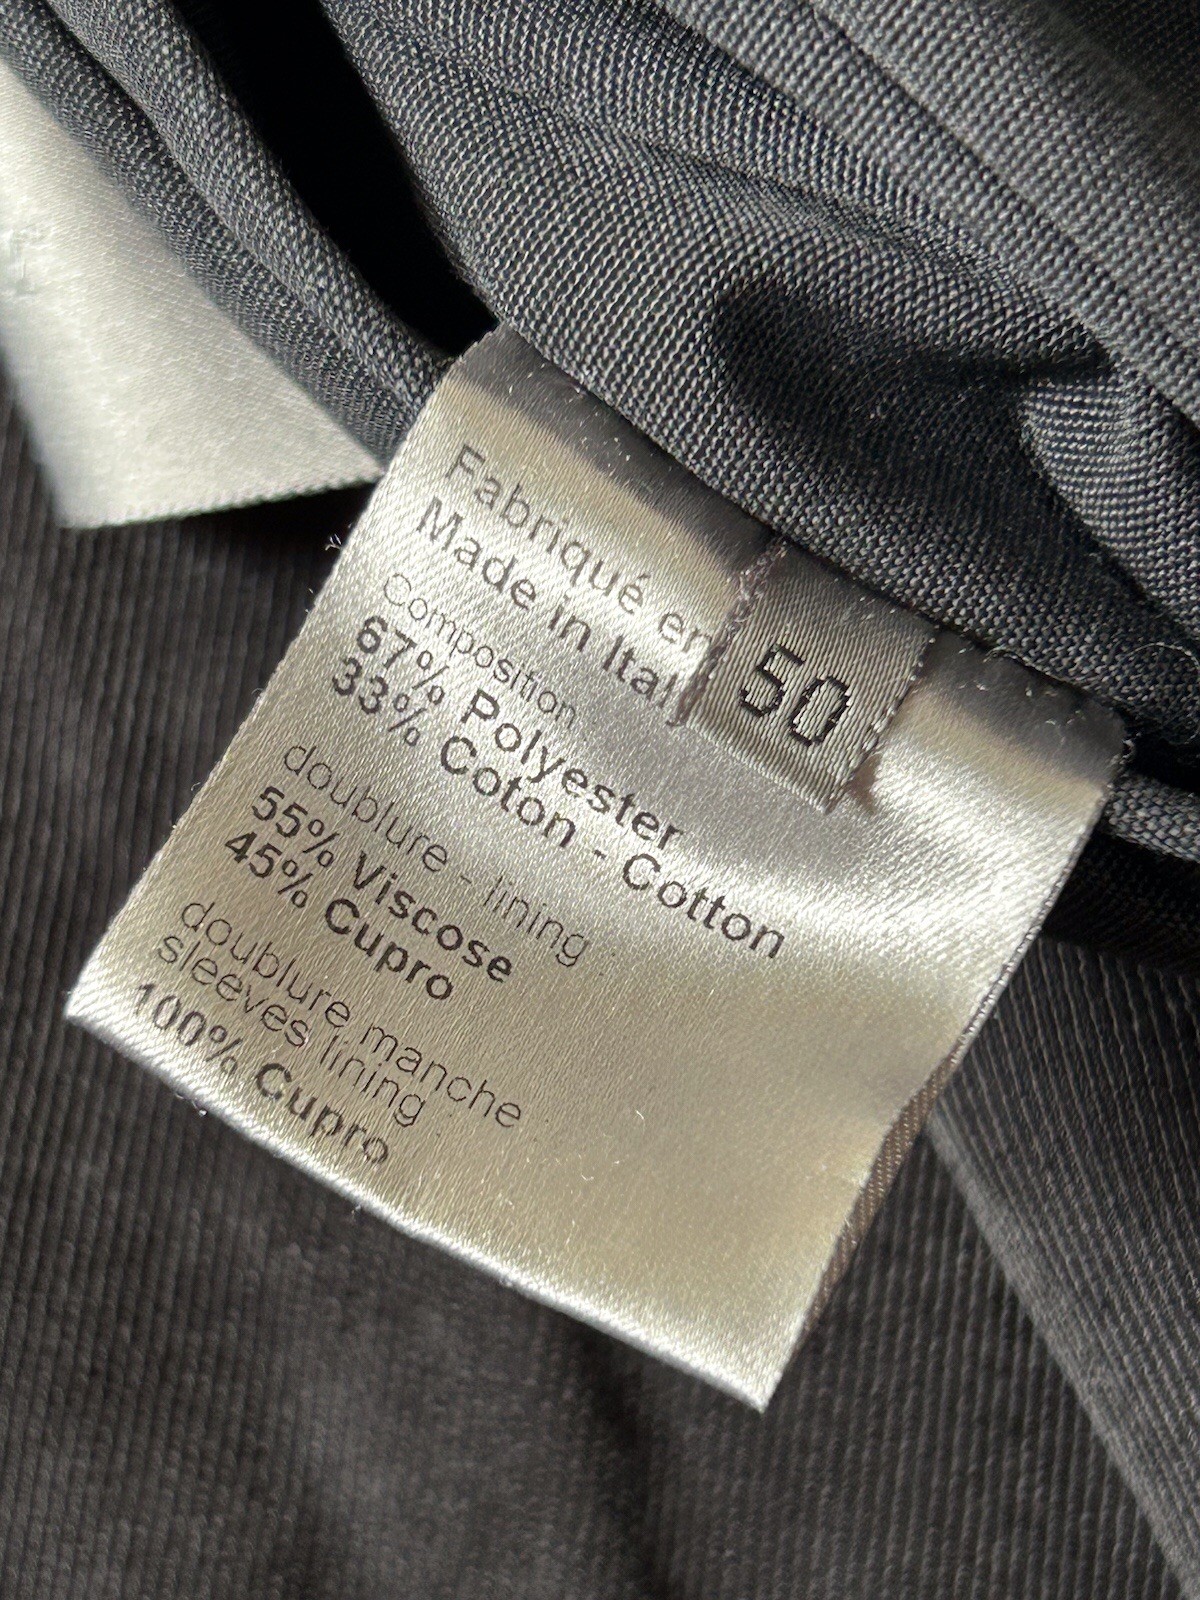 Fabriqué en
Made in Ital
50
Composition
67% Polyester
33% Coton - Cotton
doublure - lining :
55% Viscose
45% Cupro
doublure manche
sleeves lining
100% Cupro